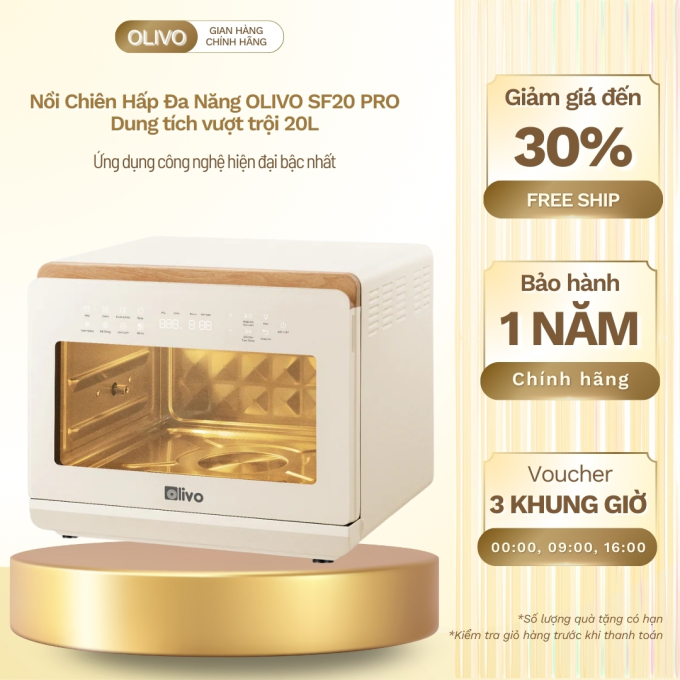 OLIVO
GIAN HÀNG
CHÍNH HÃNG
Nồi Chiên Hấp Đa Năng OLIVO SF20 PRO
Dung tích vượt trội 20L
Ứng dụng công nghệ hiện đại bậc nhất
Olivo
Giảm giá đến
30%
FREE SHIP
Bảo hành
1 NĂM
Chính hãng
Voucher
3 KHUNG GIỜ
00:00, 09:00, 16:00
*Số lượng quà tặng có hạn
*Kiểm tra giỏ hàng trước khi thanh toán